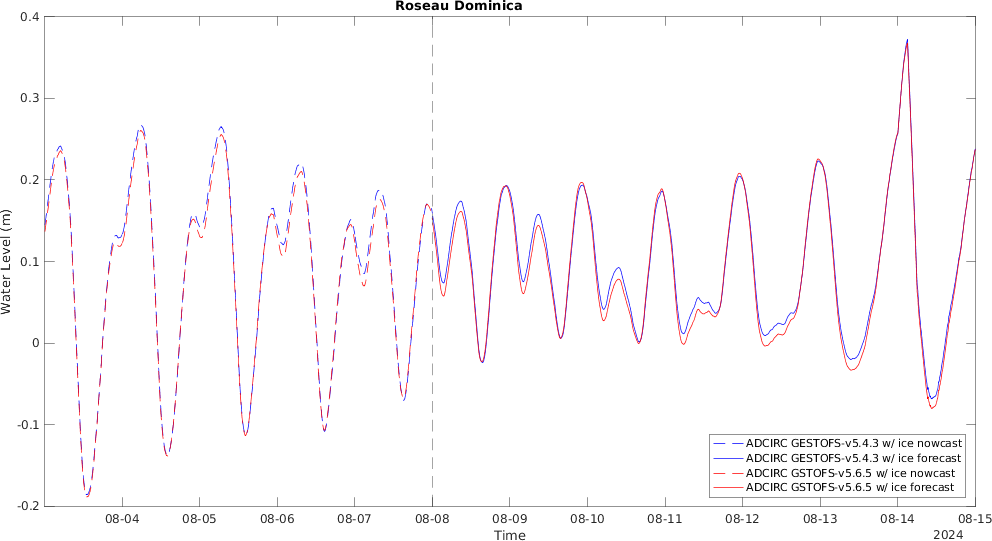 Roseau Dominica
0.4
0.3
0.2
0.1
0
-0.1
-0.2
Water Level (m)
08-04 08-05 08-06 08-07 08-08 08-09 08-10 08-11 08-12 08-13 08-14 08-15
Time
2024
ADCIRC GESTOFS-v5.4.3 w/ ice nowcast
ADCIRC GESTOFS-v5.4.3 w/ ice forecast
ADCIRC GSTOFS-v5.6.5 w/ ice nowcast
ADCIRC GSTOFS-v5.6.5 w/ ice forecast